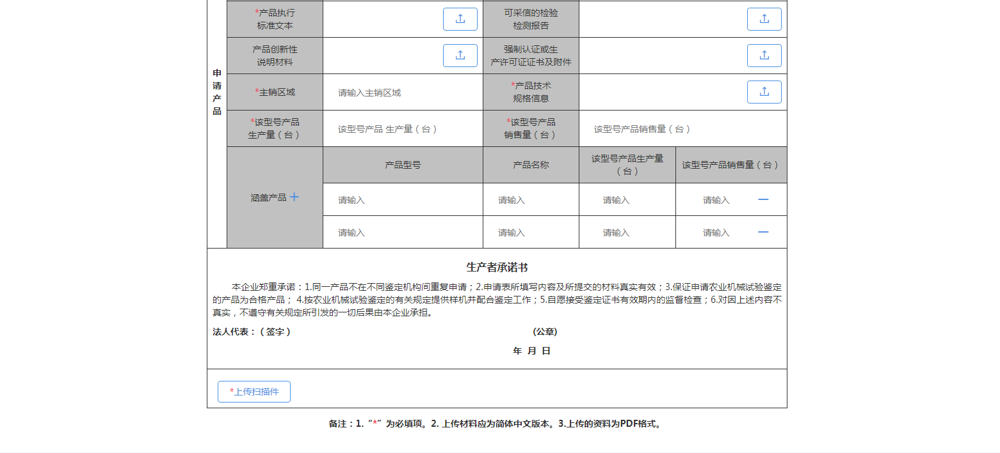 *产品执行
标准文本
可采信的检验
检测报告
产品创新性
说明材料
强制认证或生
产许可证证书及附件
申
请
产
品
*主销区域
请输入主销区域
*产品技术
规格信息
*该型号产品
生产量（台）
该型号产品 生产量（台）
*该型号产品
销售量（台）
该型号产品销售量（台）
涵盖产品 +
产品型号
产品名称
该型号产品生产量
（台）
该型号产品销售量（台）
请输入
请输入
请输入
请输入
请输入
请输入
请输入
请输入
生产者承诺书
本企业郑重承诺：1.同一产品不在不同鉴定机构间重复申请；2.申请表所填写内容及所提交的材料真实有效；3.保证申请农业机械试验鉴定
的产品为合格产品； 4.按农业机械试验鉴定的有关规定提供样机并配合鉴定工作；5.自愿接受鉴定证书有效期内的监督检查；6.对因上述内容不
真实，不遵守有关规定所引发的一切后果由本企业承担。
法人代表：（签字）
(公章)
年 月 日
*上传扫描件
备注：1.“*”为必填项。2. 上传材料应为简体中文版本。3.上传的资料为PDF格式。